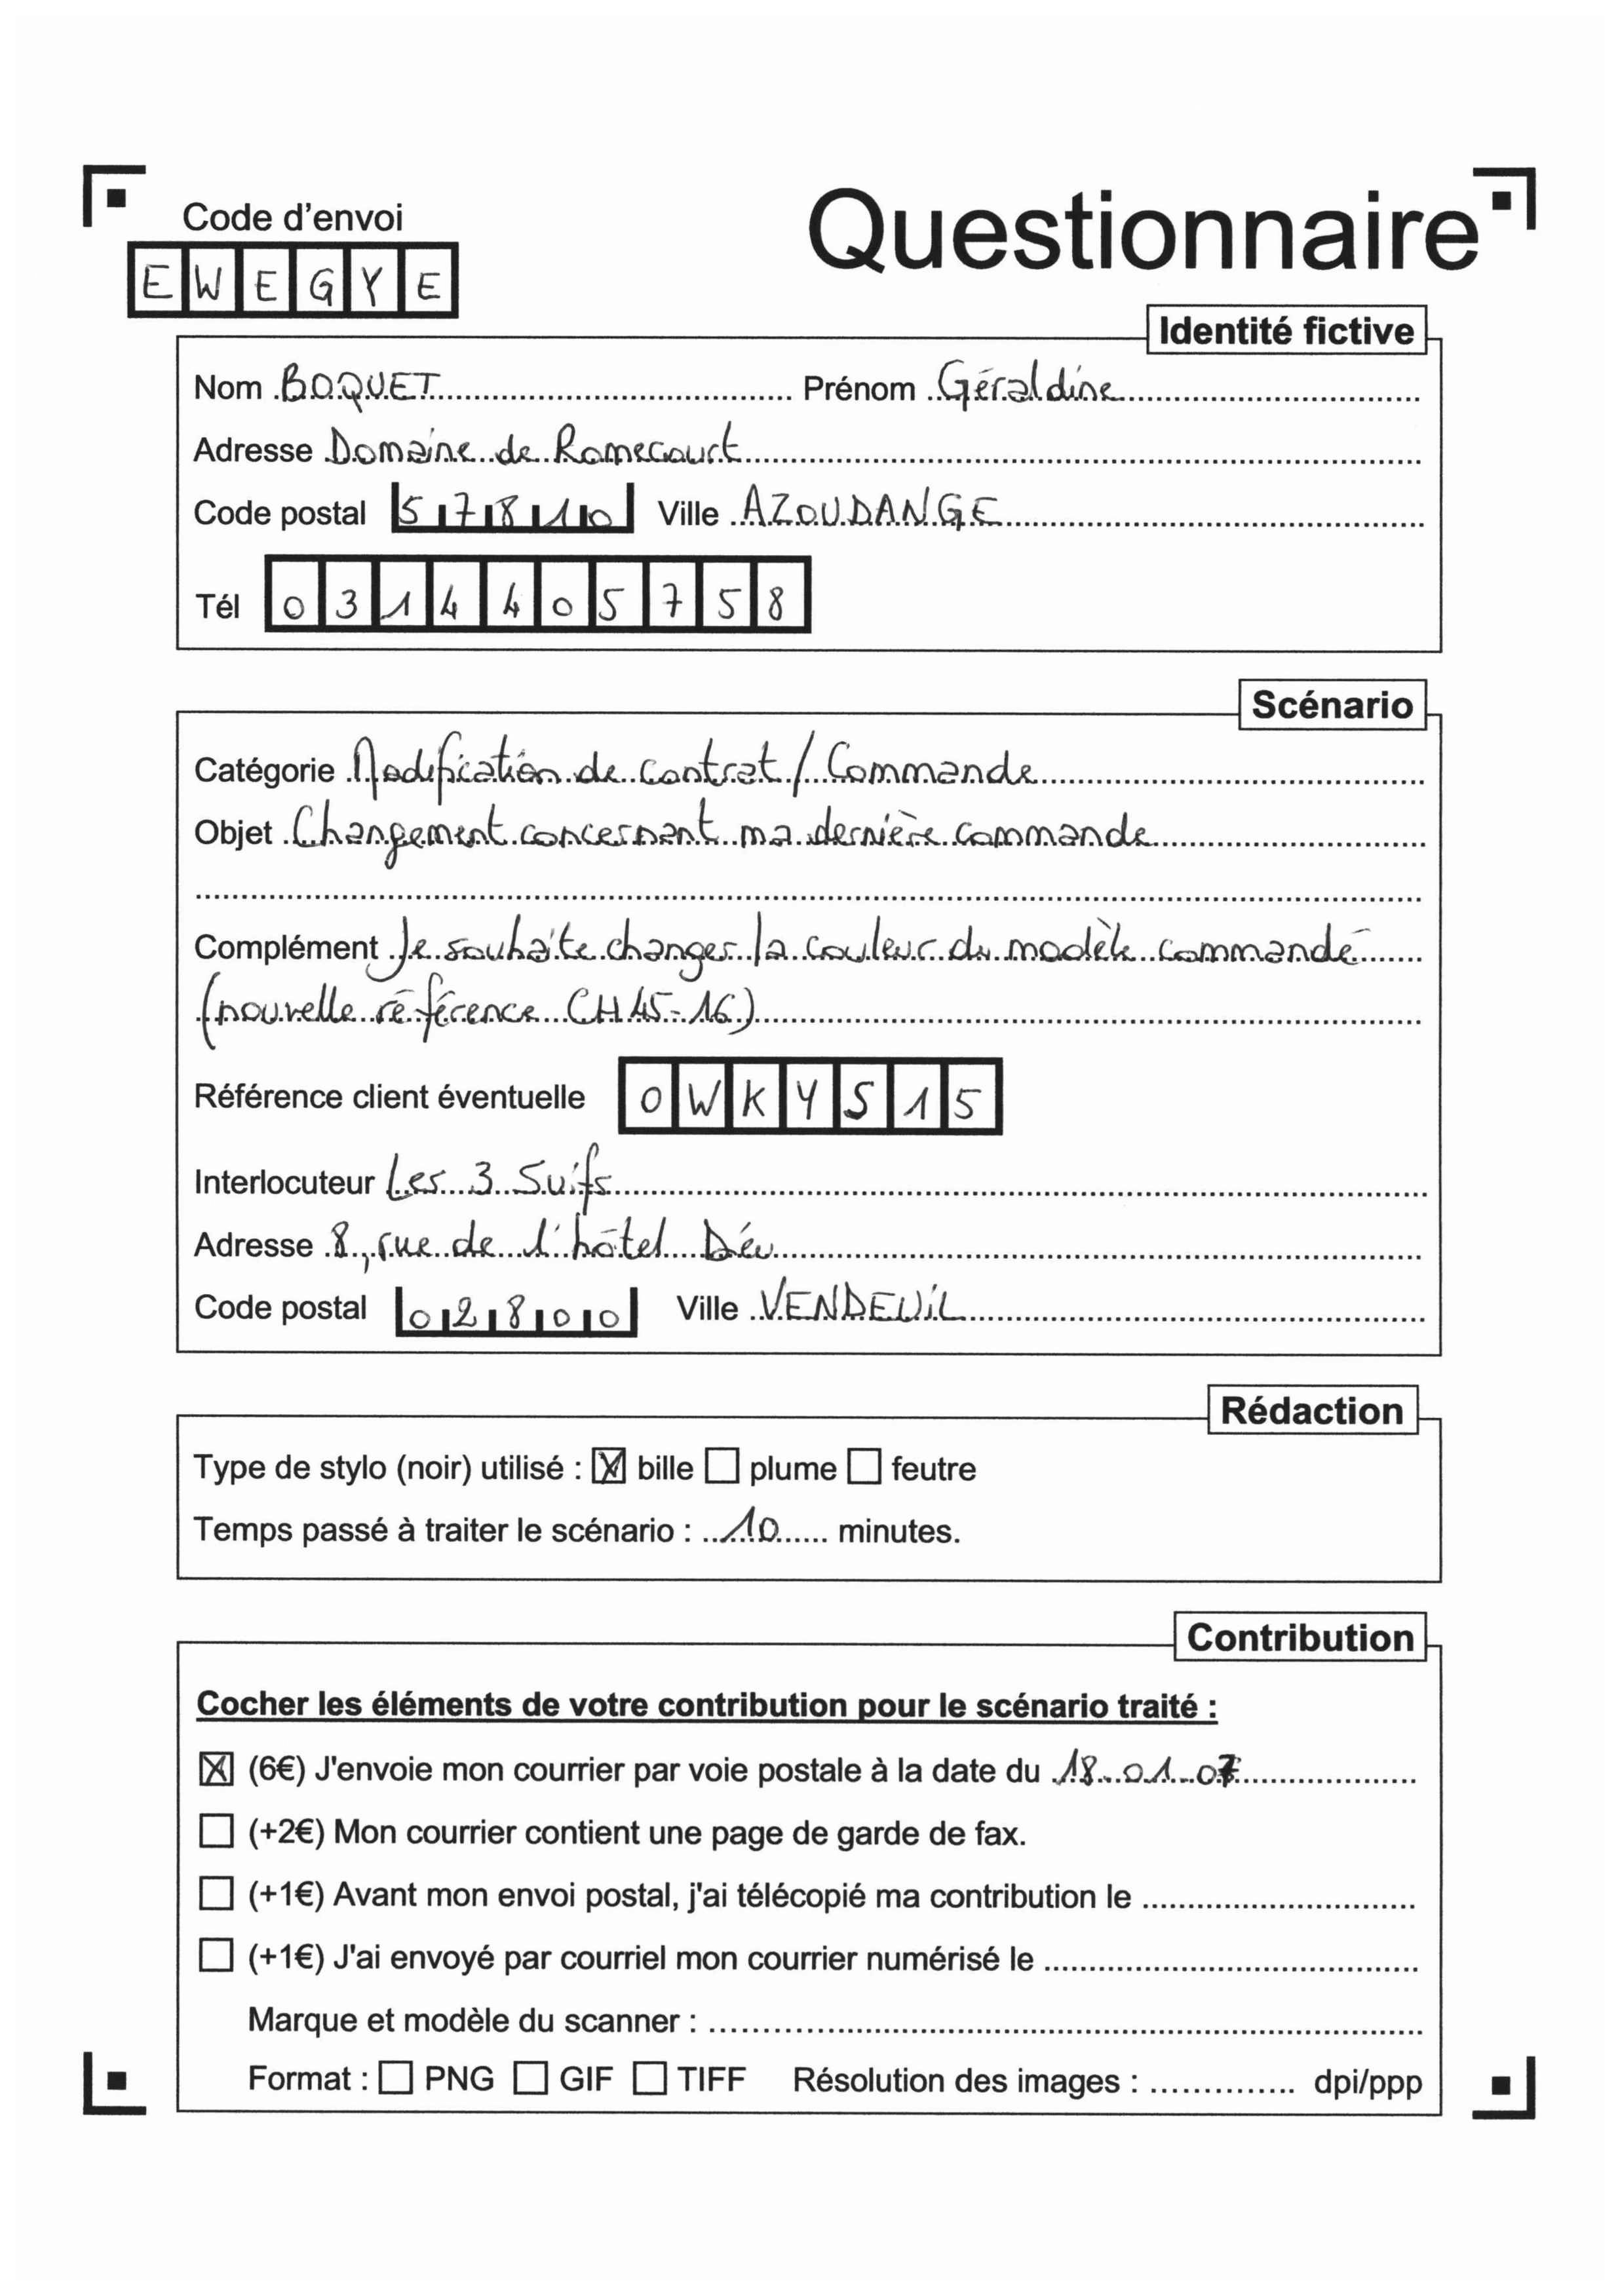 Code d'envoi
Questionnaire
EWEGYE
Identité fictive
Nom BOQUET Prénom Géraldine
Adresse Domaine de Romecourt
Code postal 57810 Ville AZOUDANGE
Tél 0314405758
Scénario
Catégorie Modification de contrat / Commande
Objet Changement concernant ma dernière commande
Complément Je souhaite changer la couleur du modèle commandé
(nouvelle référence CH45-16)
Référence client éventuelle OWKYS15
Interlocuteur Les 3 Suifs
Adresse 8, rue de l'hôtel Dieu
Code postal 02800 Ville VENDEUIL
Rédaction
Type de stylo (noir) utilisé : ☒ bille ☐ plume ☐ feutre
Temps passé à traiter le scénario : 10 minutes.
Contribution
Cocher les éléments de votre contribution pour le scénario traité :
☒ (6€) J'envoie mon courrier par voie postale à la date du 18.01.07
☐ (+2€) Mon courrier contient une page de garde de fax.
☐ (+1€) Avant mon envoi postal, j'ai télécopié ma contribution le
☐ (+1€) J'ai envoyé par courriel mon courrier numérisé le
Marque et modèle du scanner :
Format : ☐ PNG ☐ GIF ☐ TIFF Résolution des images : dpi/ppp